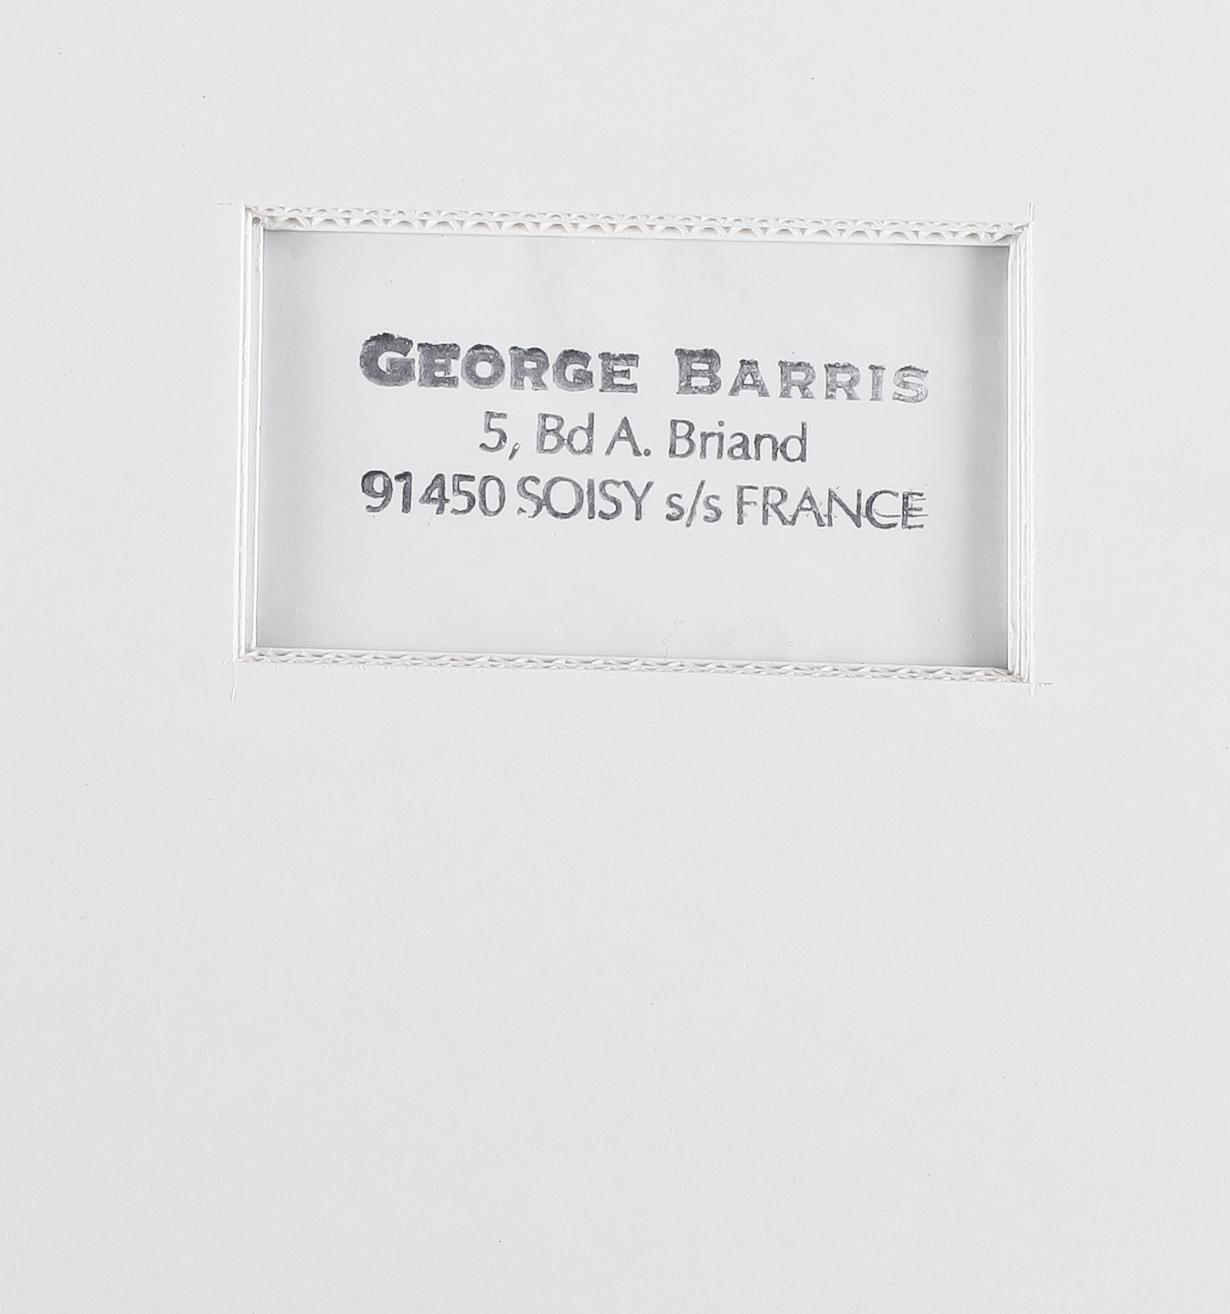 GEORGE BARRIS
5, Bd A. Briand
91450 SOISY s/s FRANCE